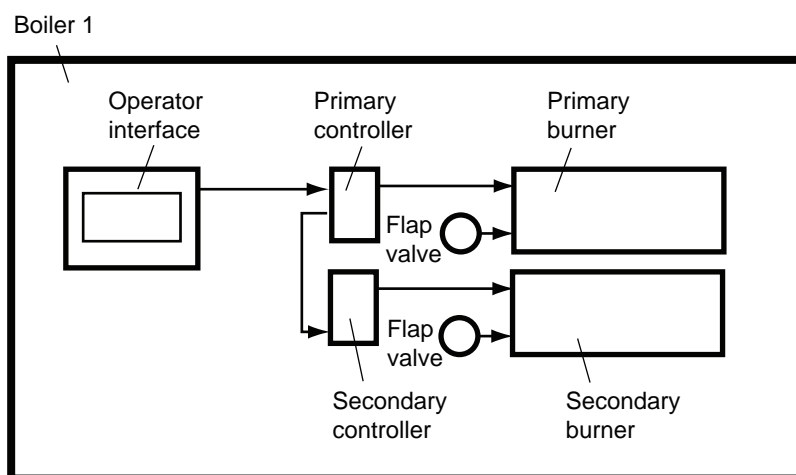 Boiler 1
Operator
interface
Primary
controller
Primary
burner
Flap
valve
Flap
valve
Secondary
controller
Secondary
burner